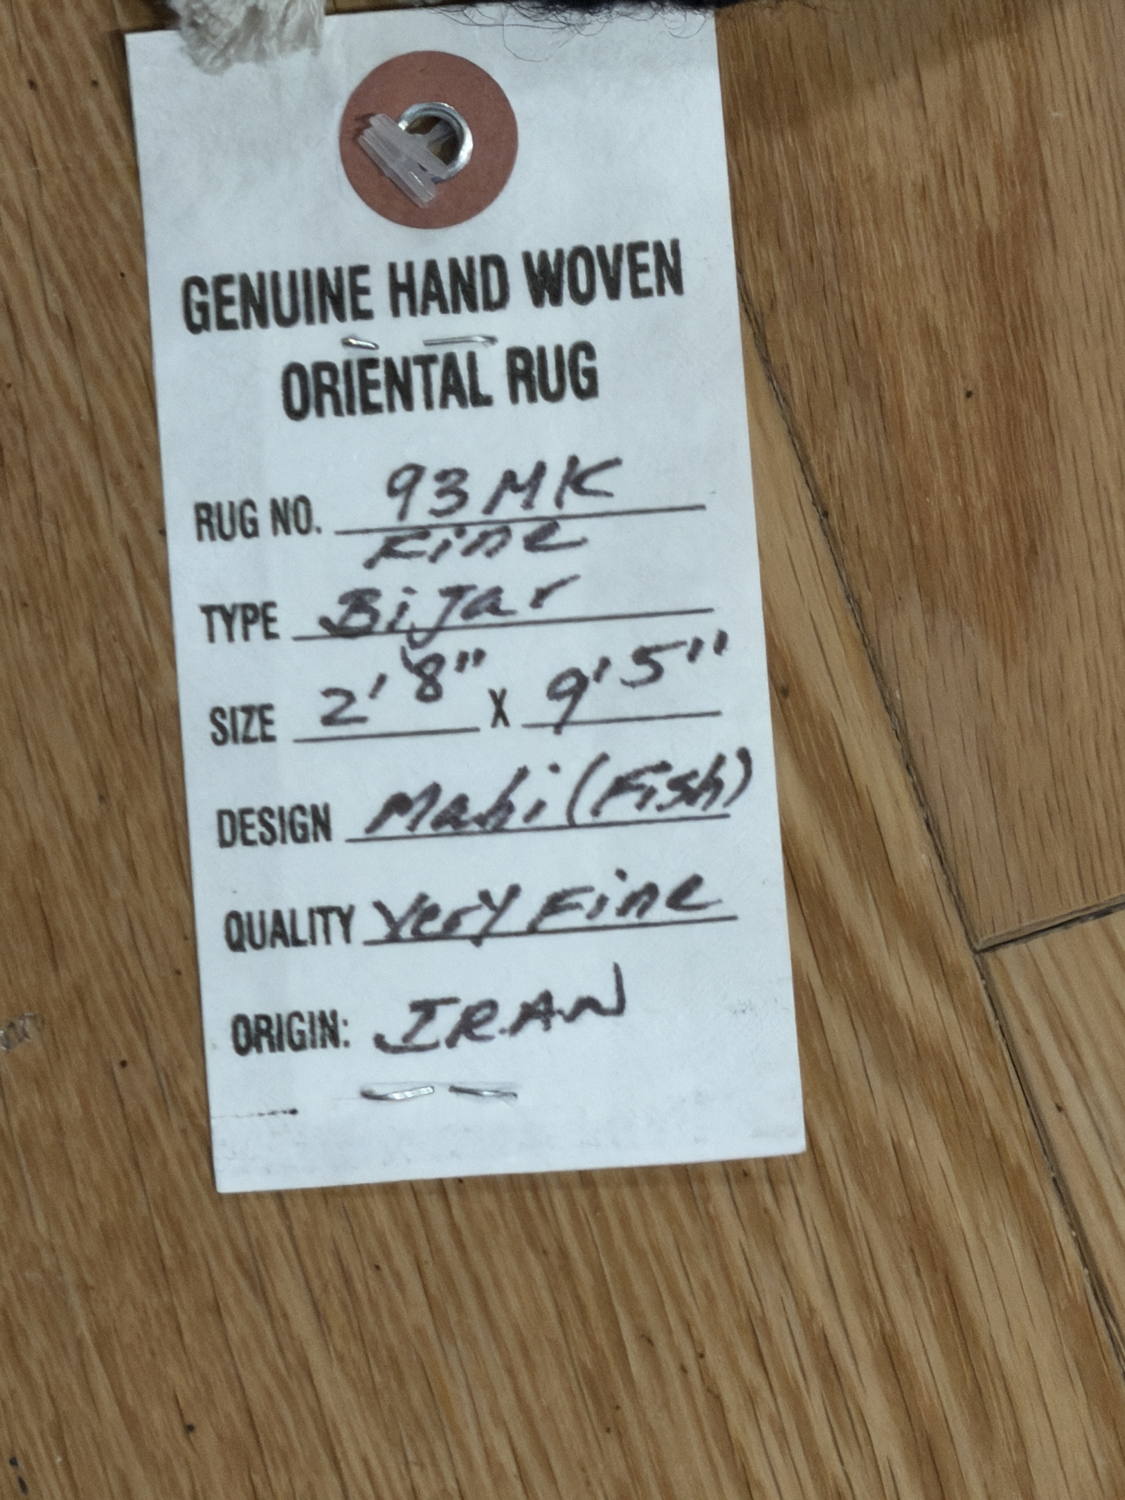 GENUINE HAND WOVEN
ORIENTAL RUG
RUG NO. 93MK
Fine
TYPE Bijar
SIZE 2'8" X 9'5"
DESIGN Mahi (Fish)
QUALITY Very Fine
ORIGIN: IRAN